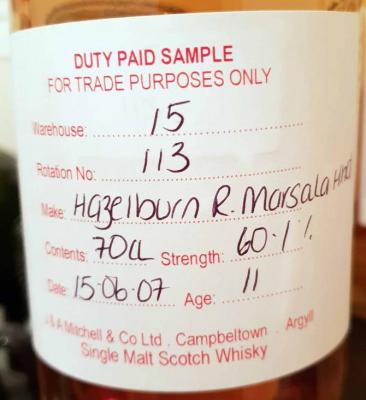 DUTY PAID SAMPLE
FOR TRADE PURPOSES ONLY
Warehouse: 15
Rotation No: 113
Make: Hazelburn R. Marsala Hhd
Contents: 70cl Strength: 60.1%
Date: 15.06.07 Age: 11
J & A Mitchell & Co Ltd . Campbeltown . Argyll
Single Malt Scotch Whisky